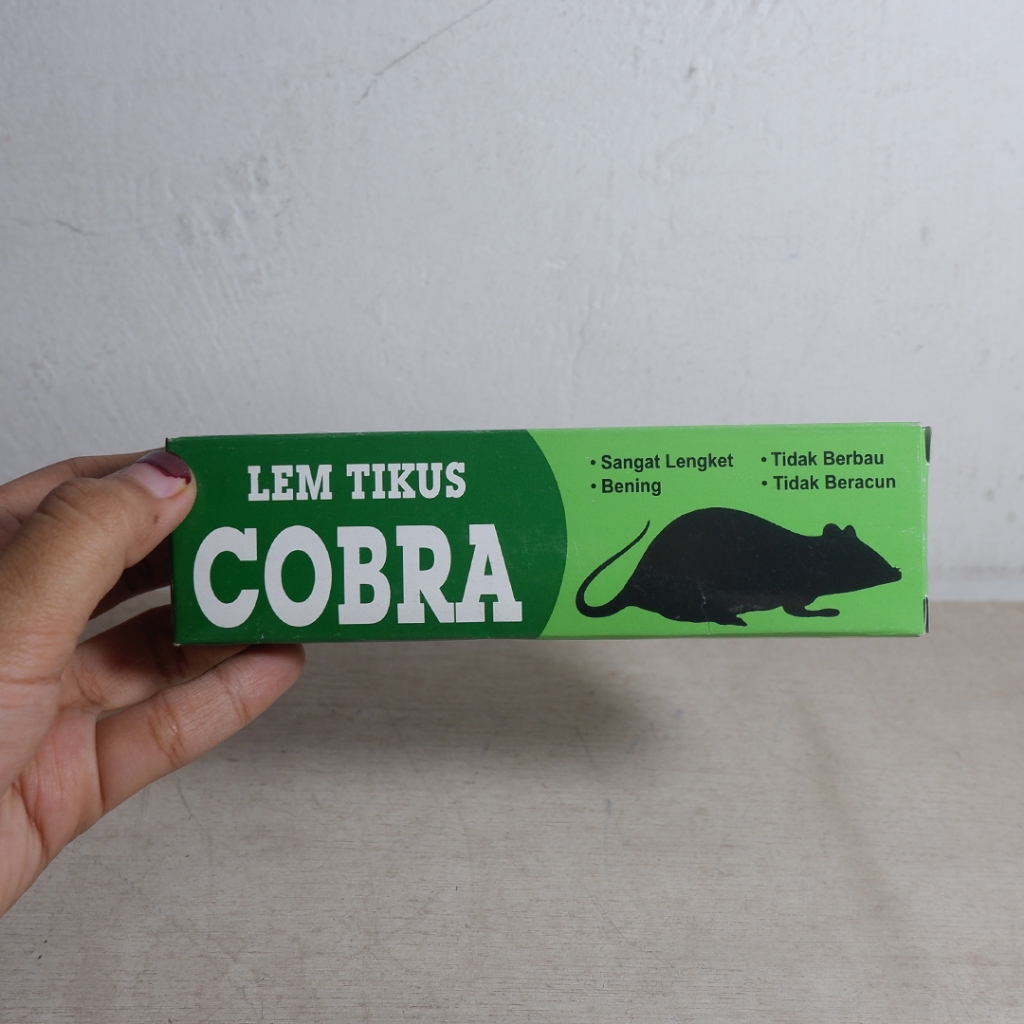 LEM TIKUS
COBRA
• Sangat Lengket
• Bening
• Tidak Berbau
• Tidak Beracun